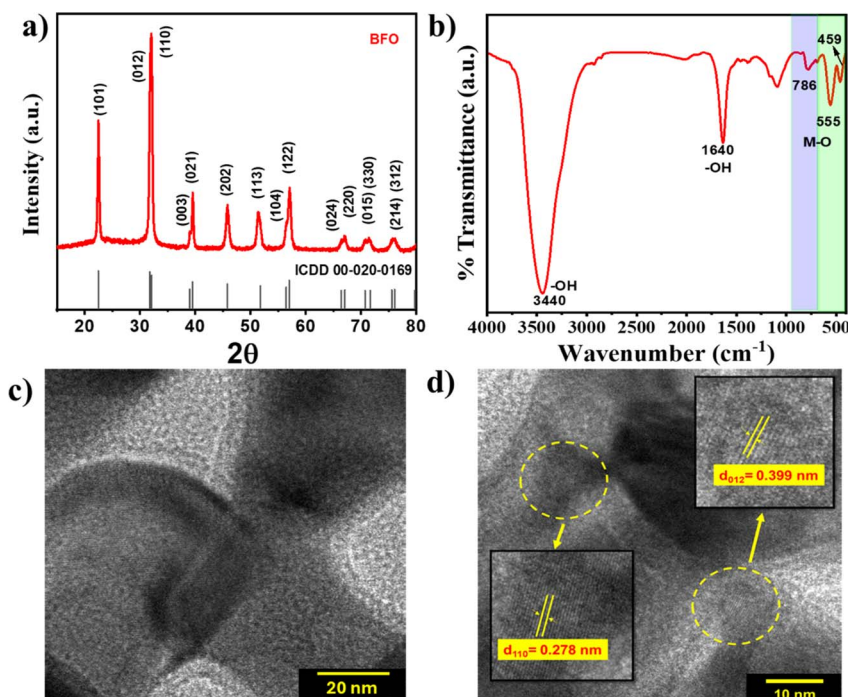 a)
BFO
Intensity (a.u.)
(101)
(012)
(110)
(003)
(021)
(202)
(113)
(104)
(122)
(024)
(220)
(015)
(330)
(214)
(312)
ICDD 00-020-0169
20 30 40 50 60 70 80
2θ
b)
% Transmittance (a.u.)
459
786
555
M-O
1640
-OH
-OH
3440
4000 3500 3000 2500 2000 1500 1000 500
Wavenumber (cm⁻¹)
c)
20 nm
d)
d₀₁₂= 0.399 nm
d₁₁₀= 0.278 nm
10 nm